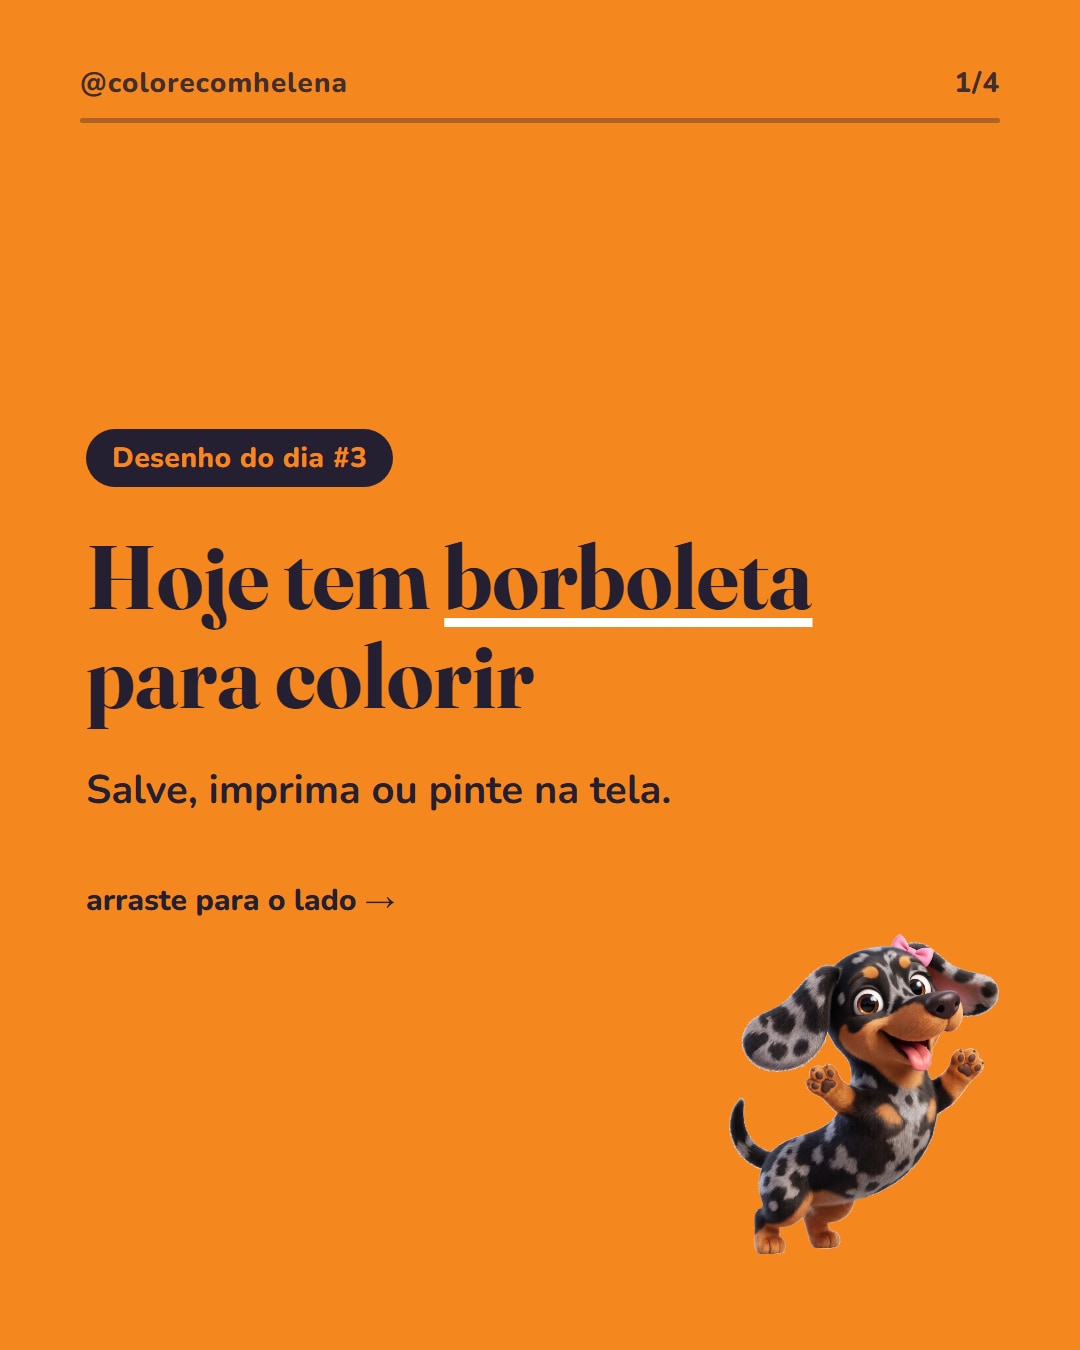 @colorecomhelena
1/4
Desenho do dia #3
Hoje tem borboleta
para colorir
Salve, imprima ou pinte na tela.
arraste para o lado →